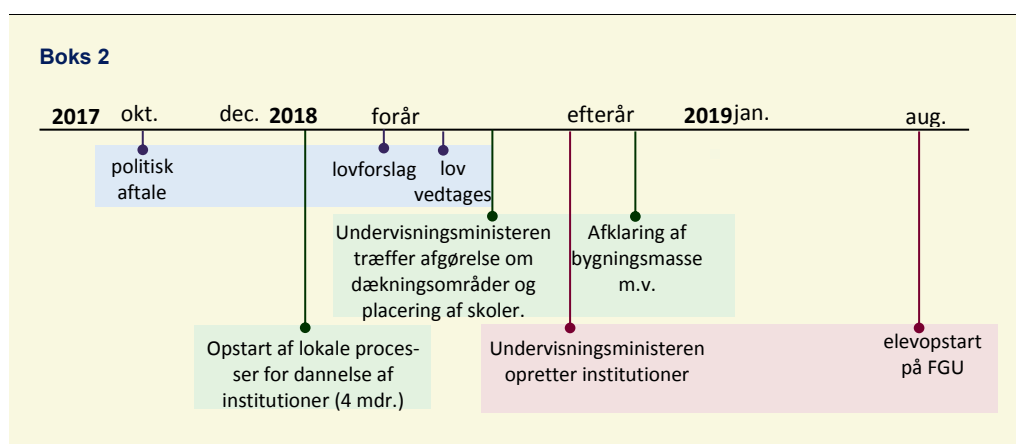 Boks 2
2017 okt. dec. 2018 forår efterår 2019 jan. aug.
politisk
aftale
lovforslag
lov
vedtages
Undervisningsministeren
træffer afgørelse om
dækningsområder og
placering af skoler.
Afklaring af
bygningsmasse
m.v.
Opstart af lokale proces-
ser for dannelse af
institutioner (4 mdr.)
Undervisningsministeren
opretter institutioner
elevopstart
på FGU